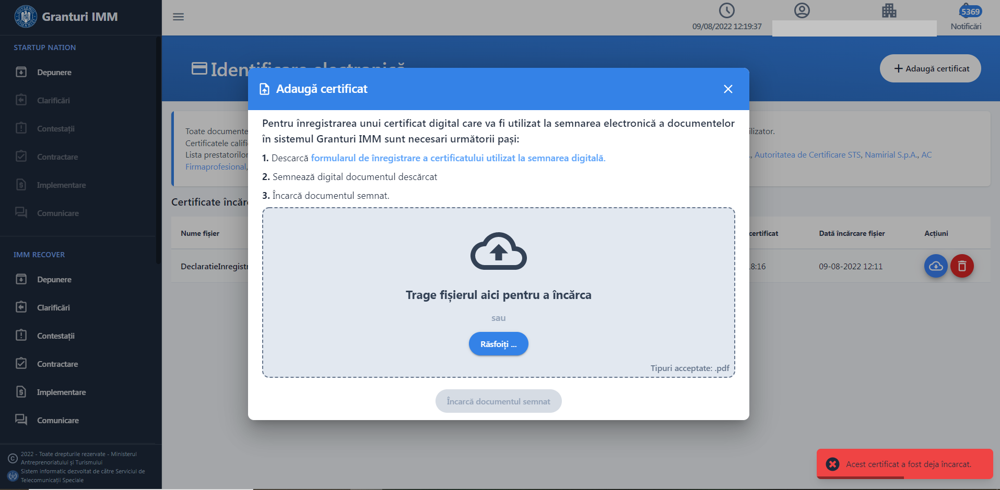 Granturi IMM
09/08/2022 12:19:37
5369
Notificări
STARTUP NATION
Depunere
Clarificări
Contestații
Contractare
Implementare
Comunicare
IMM RECOVER
Depunere
Clarificări
Contestații
Contractare
Implementare
Comunicare
2022 - Toate drepturile rezervate - Ministerul
Antreprenoriatului și Turismului
Sistem informatic dezvoltat de către Serviciul de
Telecomunicații Speciale
Adaugă certificat
Toate documente
Certificatele califi
Lista prestatorilor
Firmaprofesional,
ilizator.
, Autoritatea de Certificare STS, Namirial S.p.A., AC
Certificate încăr
Nume fișier
certificat
Dată încărcare fișier
Acțiuni
DeclaratieInregistr
8:16
09-08-2022 12:11
Adaugă certificat
Pentru înregistrarea unui certificat digital care va fi utilizat la semnarea electronică a documentelor
în sistemul Granturi IMM sunt necesari următorii pași:
1. Descarcă formularul de înregistrare a certificatului utilizat la semnarea digitală.
2. Semnează digital documentul descărcat
3. Încarcă documentul semnat.
Trage fișierul aici pentru a încărca
sau
Răsfoiți ...
Tipuri acceptate: .pdf
Încarcă documentul semnat
Acest certificat a fost deja încarcat.